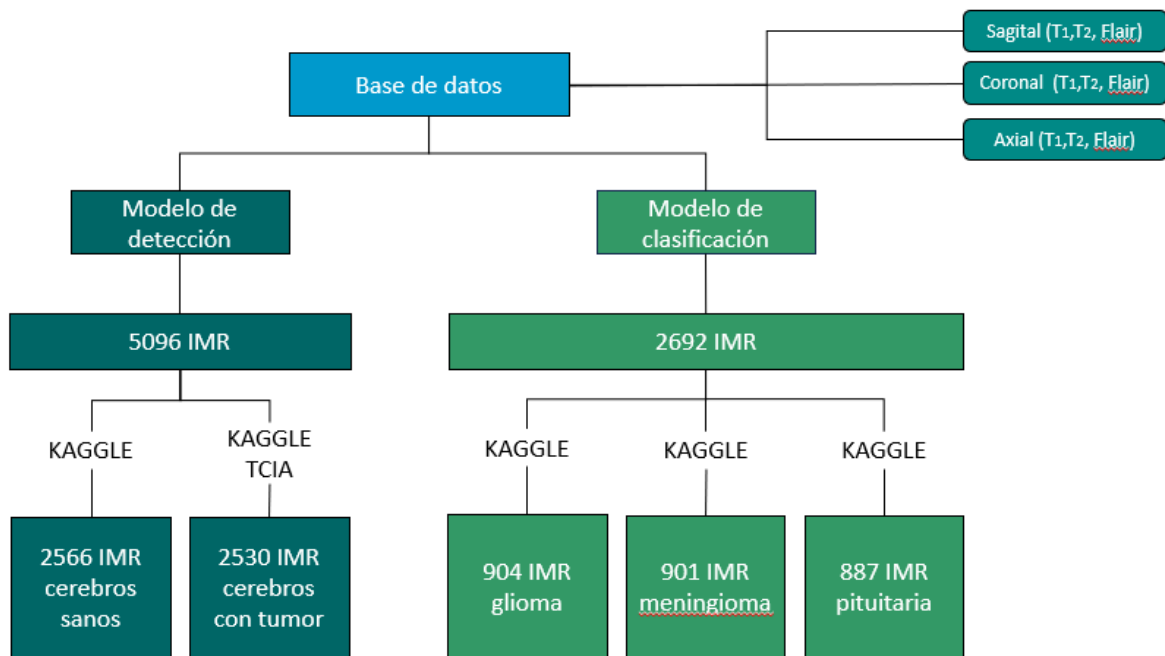 Sagital (T1,T2, Flair)
Base de datos
Coronal (T1,T2, Flair)
Axial (T1,T2, Flair)
Modelo de
detección
Modelo de
clasificación
5096 IMR
2692 IMR
KAGGLE
KAGGLE
TCIA
KAGGLE
KAGGLE
KAGGLE
2566 IMR
cerebros
sanos
2530 IMR
cerebros
con tumor
904 IMR
glioma
901 IMR
meningioma
887 IMR
pituitaria